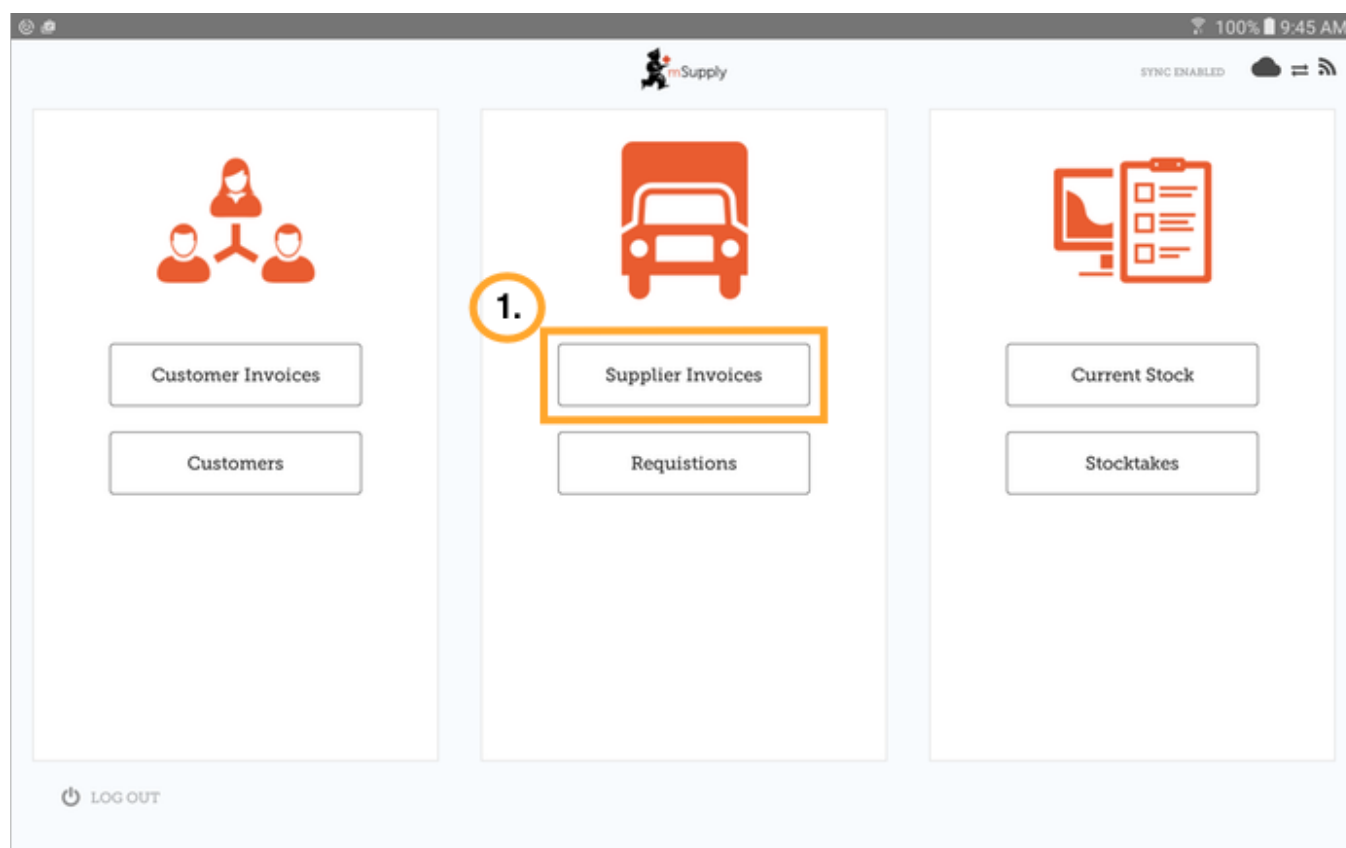 100% 9:45 AM
mSupply
SYNC ENABLED
1.
Customer Invoices
Supplier Invoices
Current Stock
Customers
Requistions
Stocktakes
LOG OUT